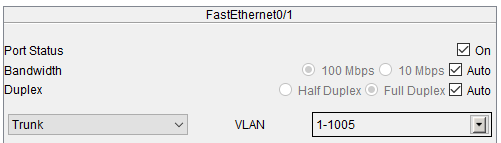 FastEthernet0/1
Port Status On
Bandwidth 100 Mbps 10 Mbps Auto
Duplex Half Duplex Full Duplex Auto
Trunk VLAN 1-1005